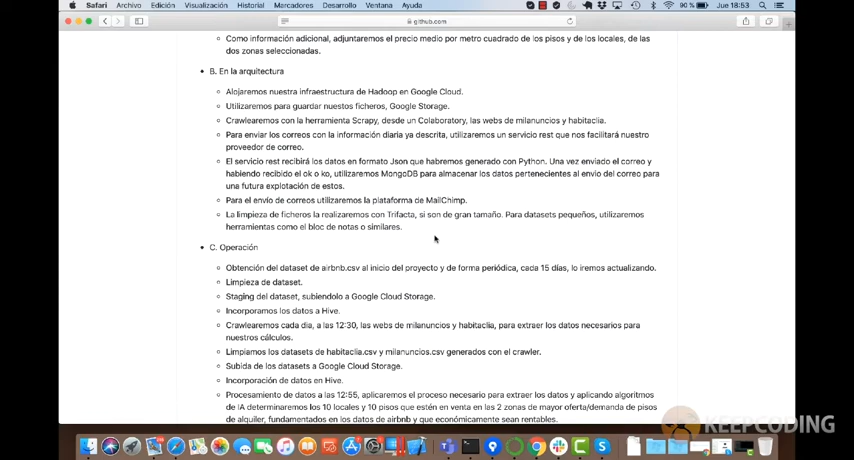 Safari Archivo Edición Visualización Historial Marcadores Desarrollo Ventana Ayuda 90 % Jue 18:53
github.com
Como información adicional, adjuntaremos el precio medio por metro cuadrado de los pisos y de los locales, de las
dos zonas seleccionadas.
B. En la arquitectura
Alojaremos nuestra infraestructura de Hadoop en Google Cloud.
Utilizaremos para guardar nuestos ficheros, Google Storage.
Crawlearemos con la herramienta Scrapy, desde un Colaboratory, las webs de milanuncios y habitaclia.
Para enviar los correos con la información diaria ya descrita, utilizaremos un servicio rest que nos facilitará nuestro
proveedor de correo.
El servicio rest recibirá los datos en formato Json que habremos generado con Python. Una vez enviado el correo y
habiendo recibido el ok o ko, utilizaremos MongoDB para almacenar los datos pertenecientes al envio del correo para
una futura explotación de estos.
Para el envío de correos utilizaremos la plataforma de MailChimp.
La limpieza de ficheros la realizaremos con Trifacta, si son de gran tamaño. Para datasets pequeños, utilizaremos
herramientas como el bloc de notas o similares.
C. Operación
Obtención del dataset de airbnb.csv al inicio del proyecto y de forma periódica, cada 15 días, lo iremos actualizando.
Limpieza de dataset.
Staging del dataset, subiendolo a Google Cloud Storage.
Incorporamos los datos a Hive.
Crawlearemos cada dia, a las 12:30, las webs de milanuncios y habitaclia, para extraer los datos necesarios para
nuestros cálculos.
Limpiamos los datasets de habitaclia.csv y milanuncios.csv generados con el crawler.
Subida de los datasets a Google Cloud Storage.
Incorporación de datos en Hive.
Procesamiento de datos a las 12:55, aplicaremos el proceso necesario para extraer los datos y aplicando algoritmos
de IA determinaremos los 10 locales y 10 pisos que estén en venta en las 2 zonas de mayor oferta/demanda de pisos
de alquiler, fundamentados en los datos de airbnb y que económicamente sean rentables.
KEEPCODING